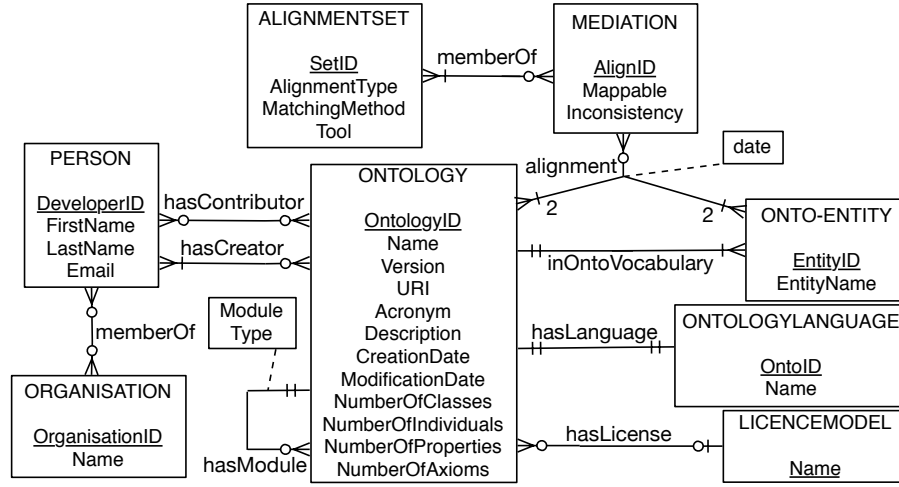 ALIGNMENTSET
SetID
AlignmentType
MatchingMethod
Tool
memberOf
MEDIATION
AlignID
Mappable
Inconsistency
date
alignment
2
2
PERSON
DeveloperID
FirstName
LastName
Email
hasContributor
hasCreator
ONTOLOGY
OntologyID
Name
Version
URI
Acronym
Description
CreationDate
ModificationDate
NumberOfClasses
NumberOfIndividuals
NumberOfProperties
NumberOfAxioms
ONTO-ENTITY
EntityID
EntityName
inOntoVocabulary
Module
Type
hasModule
memberOf
ORGANISATION
OrganisationID
Name
hasLanguage
ONTOLOGYLANGUAGE
OntoID
Name
hasLicense
LICENCEMODEL
Name